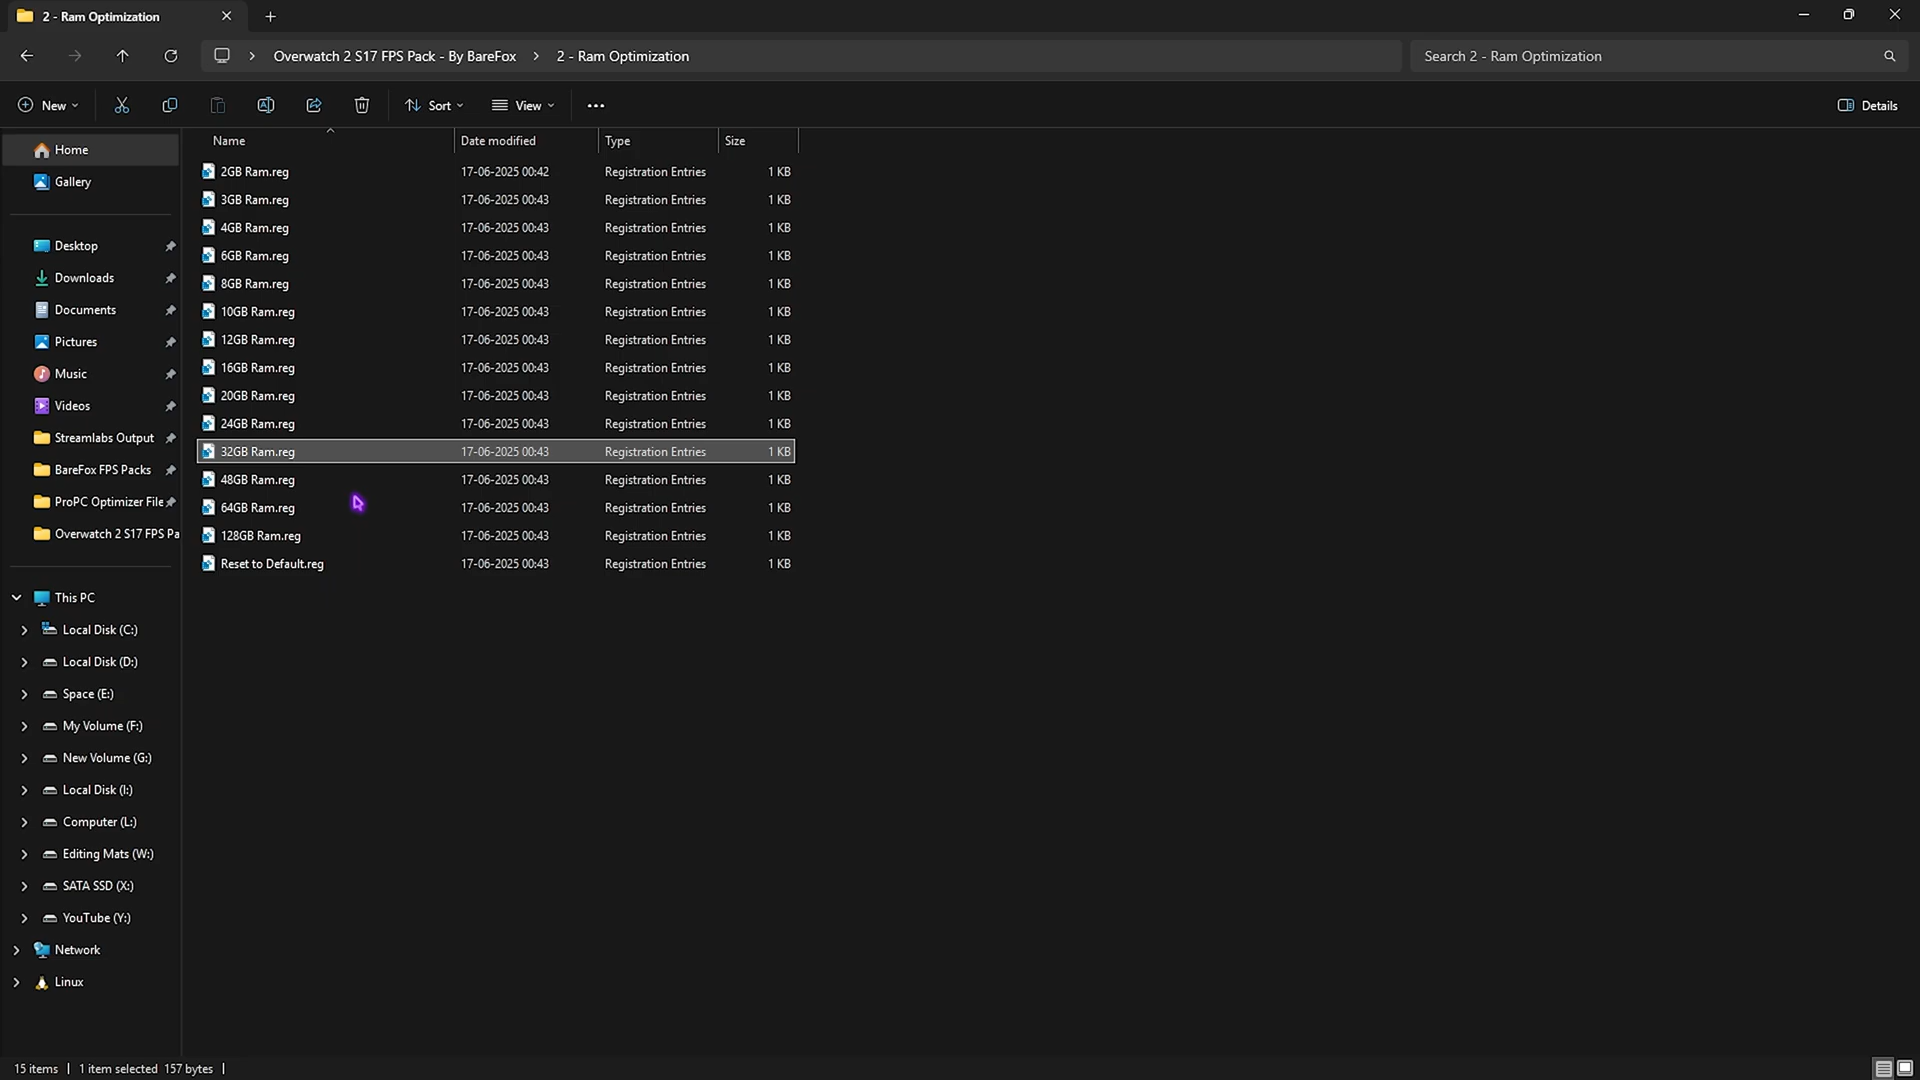 2 - Ram Optimization
Overwatch 2 S17 FPS Pack - By BareFox
2 - Ram Optimization
Search 2 - Ram Optimization
New
Sort
View
Details
Name
Date modified
Type
Size
Home
Gallery
Desktop
Downloads
Documents
Pictures
Music
Videos
Streamlabs Output
BareFox FPS Packs
ProPC Optimizer File
Overwatch 2 S17 FPS Pa
This PC
Local Disk (C:)
Local Disk (D:)
Space (E:)
My Volume (F:)
New Volume (G:)
Local Disk (I:)
Computer (L:)
Editing Mats (W:)
SATA SSD (X:)
YouTube (Y:)
Network
Linux
2GB Ram.reg 17-06-2025 00:42 Registration Entries 1 KB
3GB Ram.reg 17-06-2025 00:43 Registration Entries 1 KB
4GB Ram.reg 17-06-2025 00:43 Registration Entries 1 KB
6GB Ram.reg 17-06-2025 00:43 Registration Entries 1 KB
8GB Ram.reg 17-06-2025 00:43 Registration Entries 1 KB
10GB Ram.reg 17-06-2025 00:43 Registration Entries 1 KB
12GB Ram.reg 17-06-2025 00:43 Registration Entries 1 KB
16GB Ram.reg 17-06-2025 00:43 Registration Entries 1 KB
20GB Ram.reg 17-06-2025 00:43 Registration Entries 1 KB
24GB Ram.reg 17-06-2025 00:43 Registration Entries 1 KB
32GB Ram.reg 17-06-2025 00:43 Registration Entries 1 KB
48GB Ram.reg 17-06-2025 00:43 Registration Entries 1 KB
64GB Ram.reg 17-06-2025 00:43 Registration Entries 1 KB
128GB Ram.reg 17-06-2025 00:43 Registration Entries 1 KB
Reset to Default.reg 17-06-2025 00:43 Registration Entries 1 KB
15 items | 1 item selected 157 bytes |